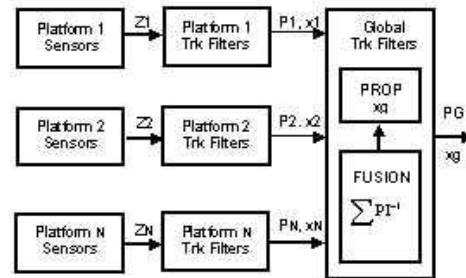 Platform 1
Sensors
Z1
Platform 1
Trk Filters
P1, x1
Global
Trk Filters
PROP
xg
PG
xg
Platform 2
Sensors
Z2
Platform 2
Trk Filters
P2, x2
FUSION
∑ PI⁻¹
Platform N
Sensors
ZN
Platform N
Trk Filters
PN, xN